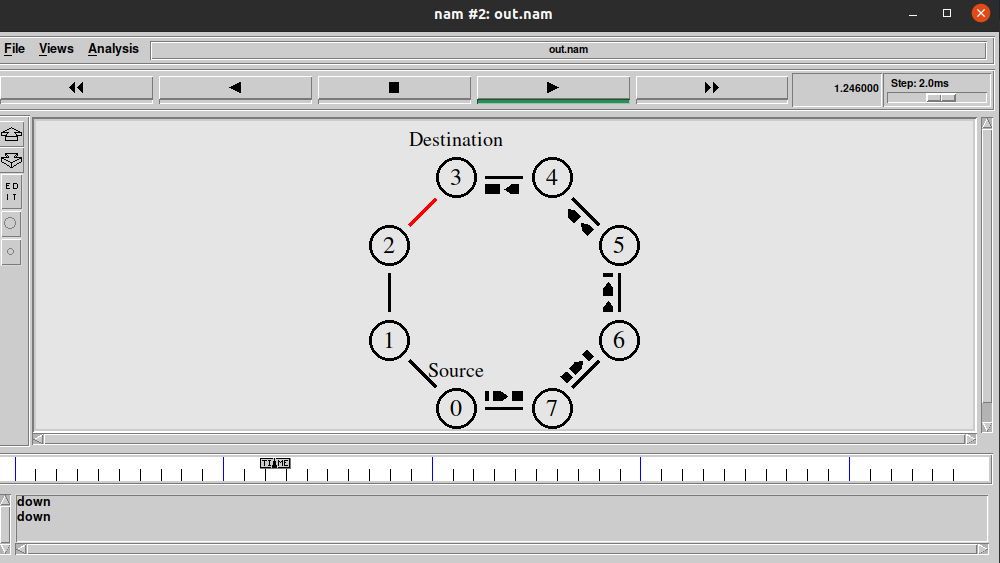 nam #2: out.nam
File Views Analysis out.nam
1.246000 Step: 2.0ms
ED
IT
Destination
3 4
2 5
1 6
Source
0 7
TIME
down
down